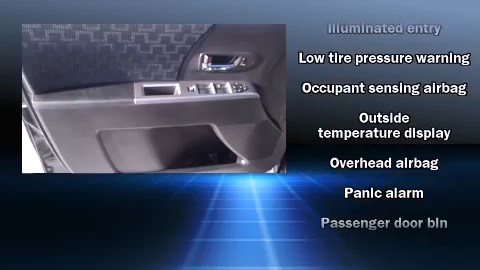 Illuminated entry
Low tire pressure warning
Occupant sensing airbag
Outside
temperature display
Overhead airbag
Panic alarm
Passenger door bin